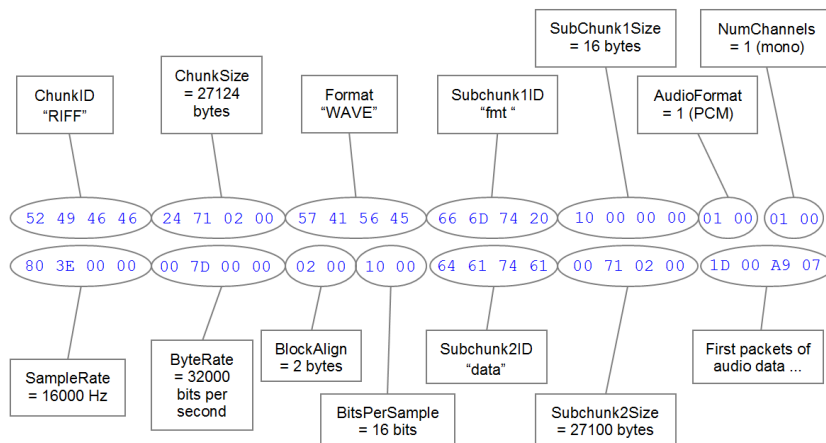 SubChunk1Size
= 16 bytes
NumChannels
= 1 (mono)
ChunkID
"RIFF"
ChunkSize
= 27124
bytes
Format
“WAVE”
Subchunk1ID
“fmt “
AudioFormat
= 1 (PCM)
52 49 46 46 24 71 02 00 57 41 56 45 66 6D 74 20 10 00 00 00 01 00 01 00
80 3E 00 00 00 7D 00 00 02 00 10 00 64 61 74 61 00 71 02 00 1D 00 A9 07
SampleRate
= 16000 Hz
ByteRate
= 32000
bits per
second
BlockAlign
= 2 bytes
BitsPerSample
= 16 bits
Subchunk2ID
“data”
Subchunk2Size
= 27100 bytes
First packets of
audio data ...